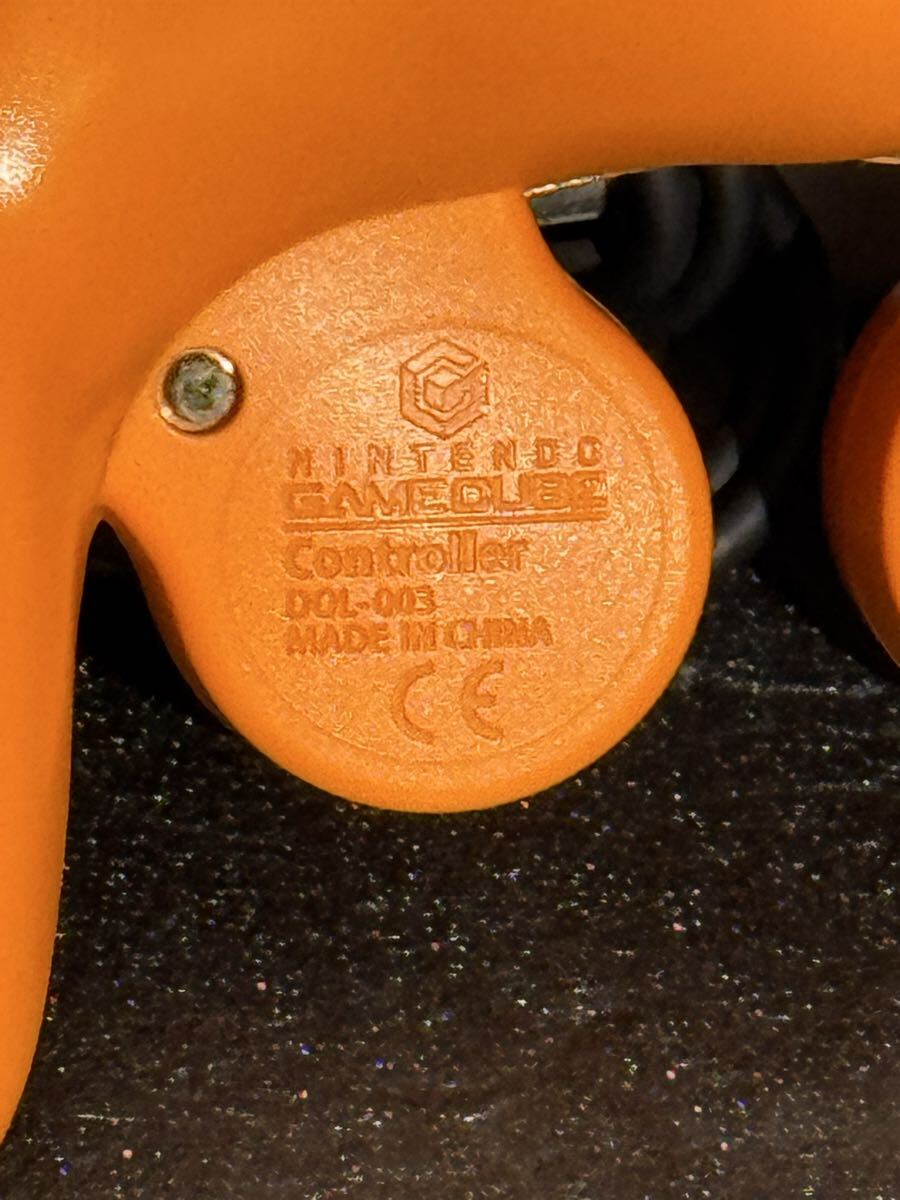 NINTENDO
GAMECUBE
Controller
DOL-003
MADE IN CHINA
CE